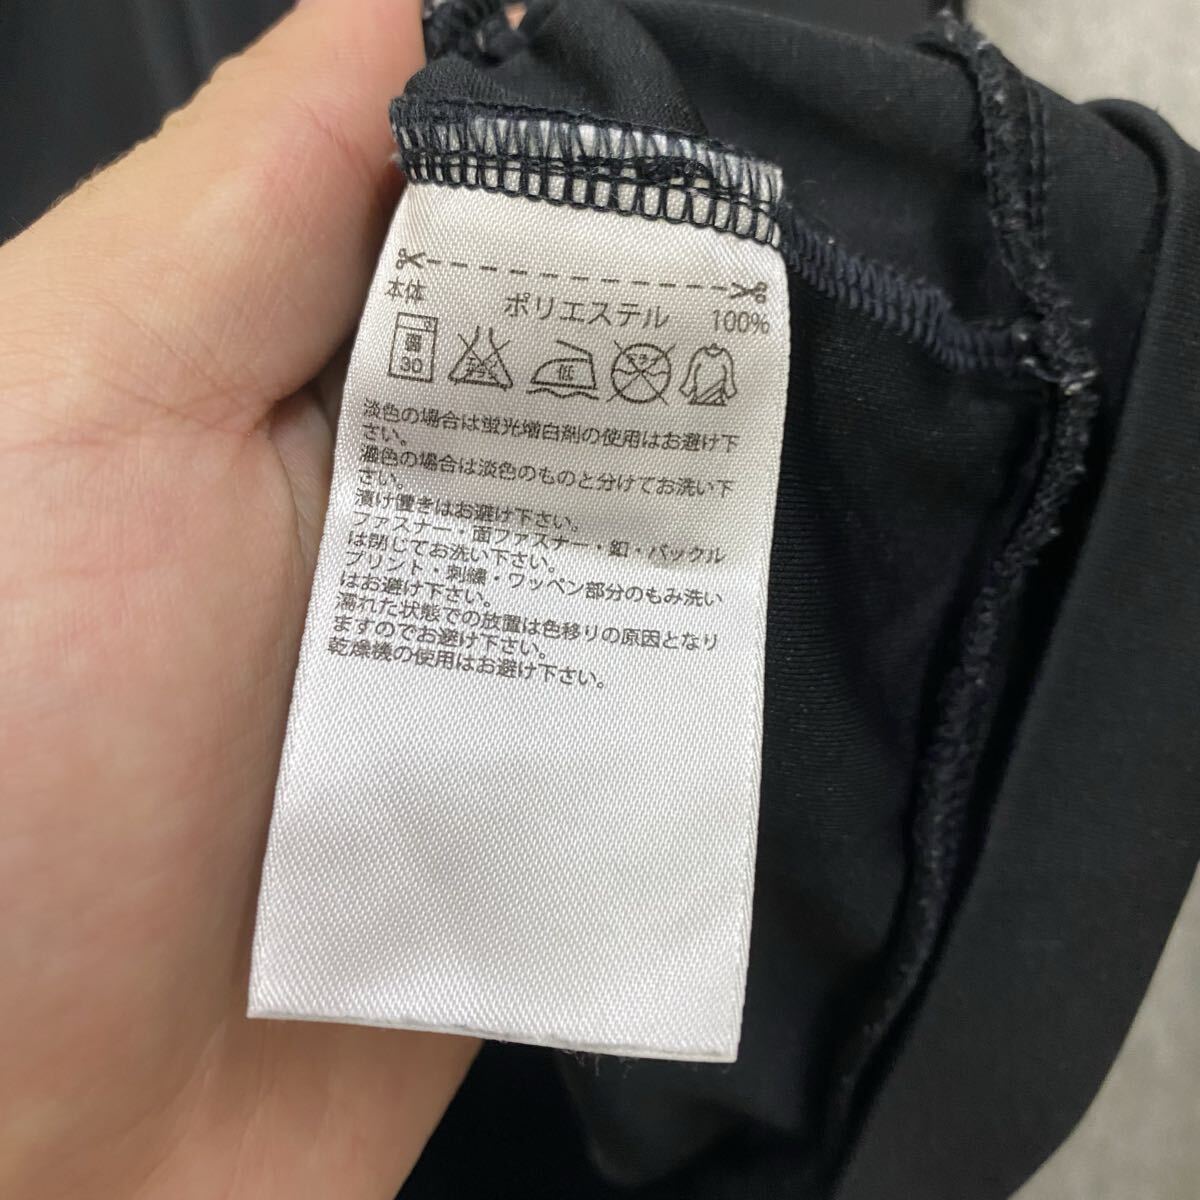 本体
ポリエステル 100%
弱 30 エンソ 低 ドライ
淡色の場合は蛍光増白剤の使用はお避け下
さい。
濃色の場合は淡色のものと分けてお洗い下
さい。
漬け置きはお避け下さい。
ファスナー・面ファスナー・釦・バックル
は閉じてお洗い下さい。
プリント・刺繍・ワッペン部分のもみ洗い
はお避け下さい。
濡れた状態での放置は色移りの原因となり
ますのでお避け下さい。
乾燥機の使用はお避け下さい。